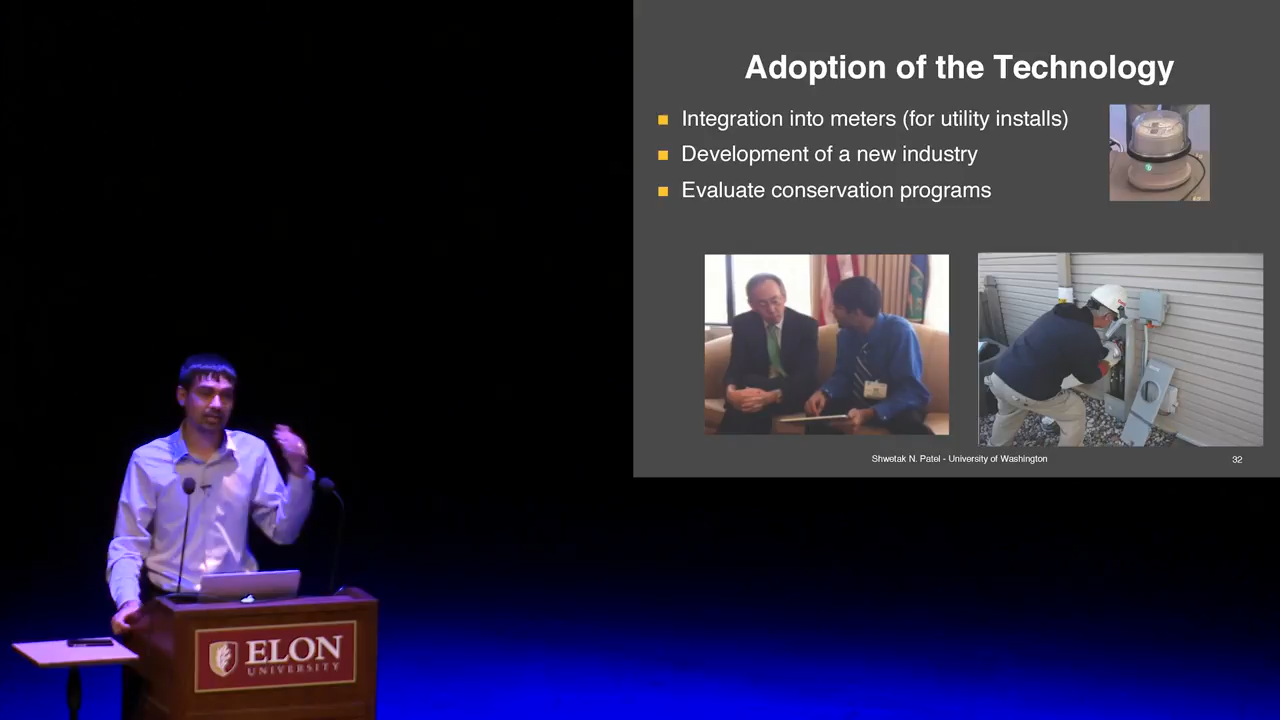 Adoption of the Technology
Integration into meters (for utility installs)
Development of a new industry
Evaluate conservation programs
Shwetak N. Patel - University of Washington
32
ELON
UNIVERSITY